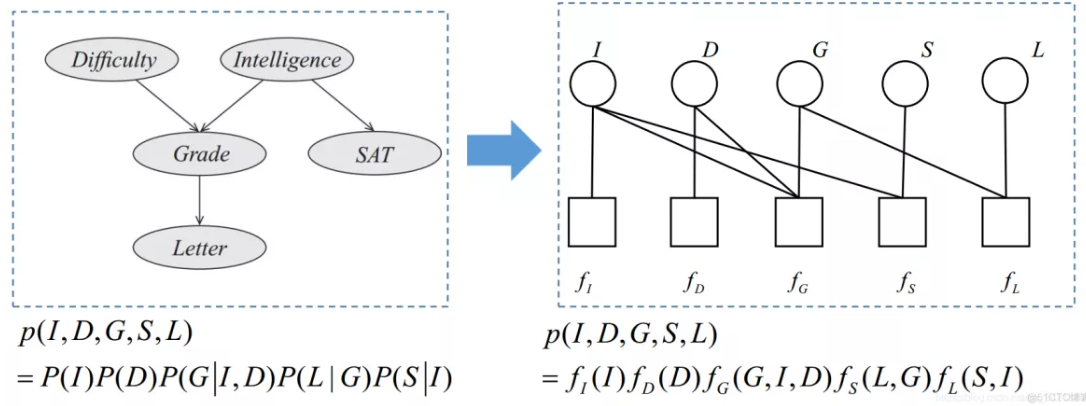 Difficulty
Intelligence
Grade
SAT
Letter
I D G S L
f_I f_D f_G f_S f_L
p(I,D,G,S,L)
= P(I)P(D)P(G|I,D)P(L|G)P(S|I)
p(I,D,G,S,L)
= f_I(I)f_D(D)f_G(G,I,D)f_S(L,G)f_L(S,I)
@51CTO博客